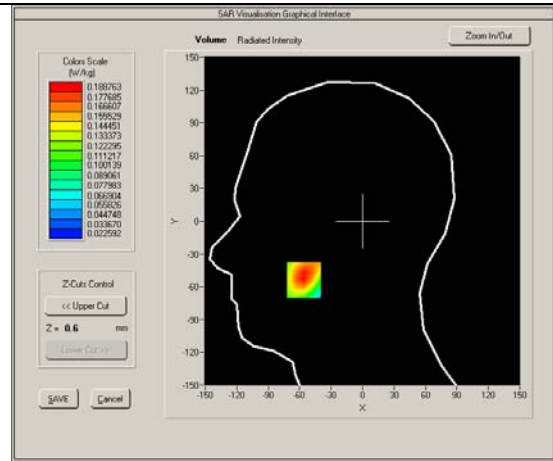 SAR Visualisation Graphical Interface
Volume Radiated Intensity
Zoom In/Out
Colors Scale
(W/kg)
0.188763
0.177685
0.166607
0.155529
0.144451
0.133373
0.122295
0.111217
0.100139
0.089061
0.077983
0.066904
0.055826
0.044748
0.033670
0.022592
Z-Cuts Control
<< Upper Cut
Z = 0.6 mm
Lower Cut >>
SAVE Cancel
150
120
90
60
30
0
-30
-60
-90
-120
-150
Y
-150 -120 -90 -60 -30 0 30 60 90 120 150
X